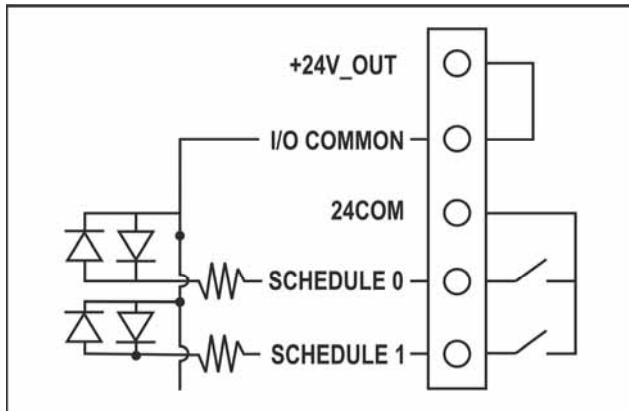 +24V_OUT
I/O COMMON
24COM
SCHEDULE 0
SCHEDULE 1